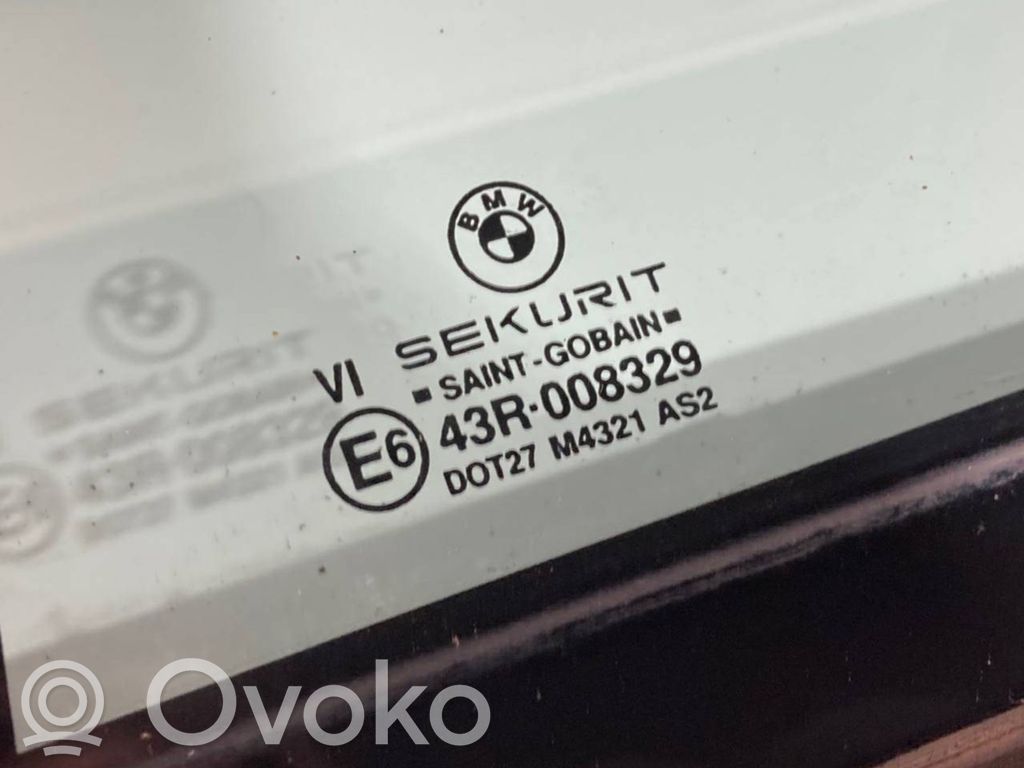 BMW
SEKURIT
VI ▪ SAINT-GOBAIN ▪
E6 43R-008329
DOT27 M4321 AS2
Ovoko